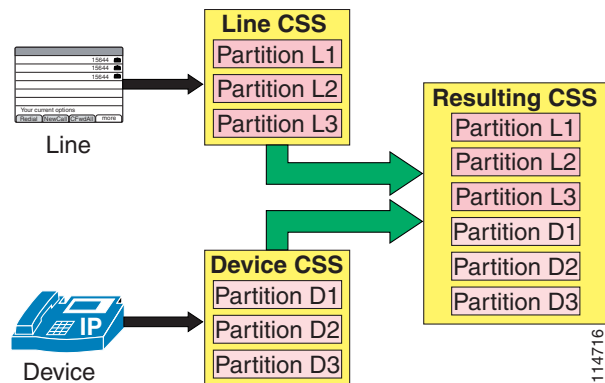 15644
15644
15644
Your current options
Redial NewCall CFwdAll more
Line
Line CSS
Partition L1
Partition L2
Partition L3
IP
Device
Device CSS
Partition D1
Partition D2
Partition D3
Resulting CSS
Partition L1
Partition L2
Partition L3
Partition D1
Partition D2
Partition D3
114716